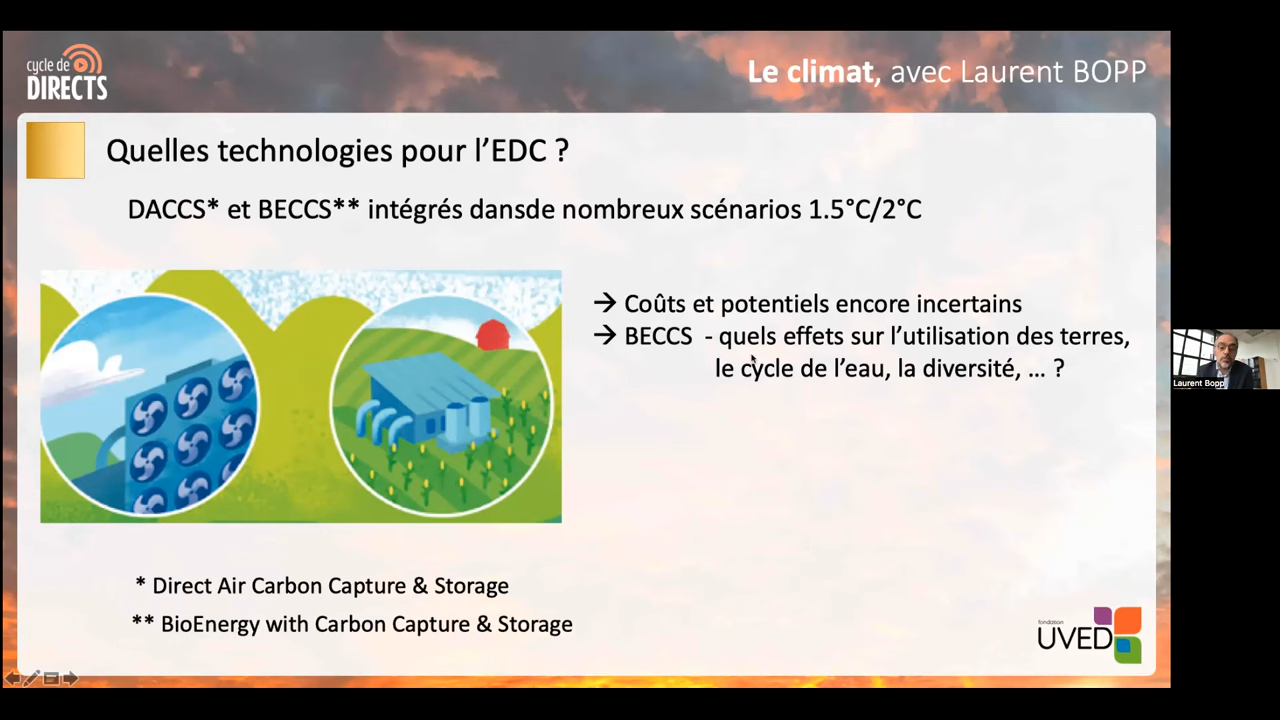 cycle de
DIRECTS
Le climat, avec Laurent BOPP
Quelles technologies pour l'EDC ?
DACCS* et BECCS** intégrés dansde nombreux scénarios 1.5°C/2°C
→ Coûts et potentiels encore incertains
→ BECCS - quels effets sur l'utilisation des terres,
le cycle de l'eau, la diversité, ... ?
Laurent Bopp
* Direct Air Carbon Capture & Storage
** BioEnergy with Carbon Capture & Storage
fondation
UVED